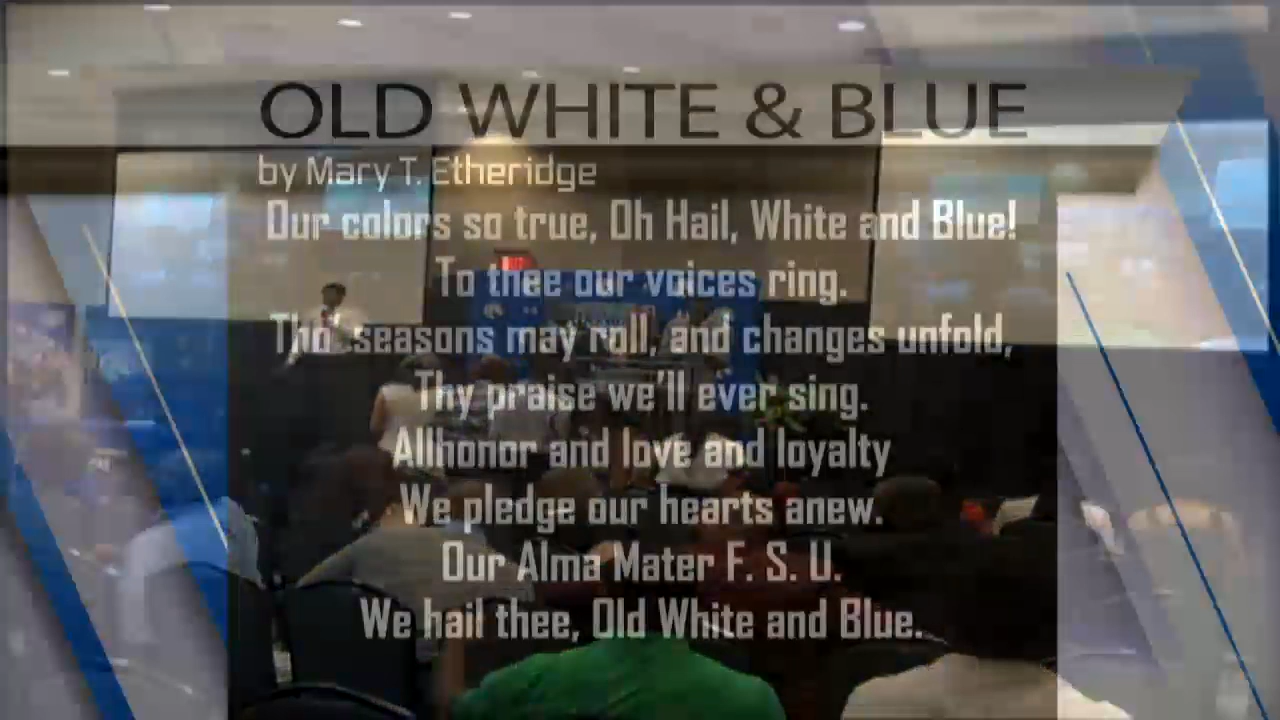 OLD WHITE & BLUE
by Mary T. Etheridge
Our colors so true, Oh Hail, White and Blue!
To thee our voices ring.
Tho' seasons may roll, and changes unfold,
Thy praise we'll ever sing.
Allhonor and love and loyalty
We pledge our hearts anew.
Our Alma Mater F. S. U.
We hail thee, Old White and Blue.